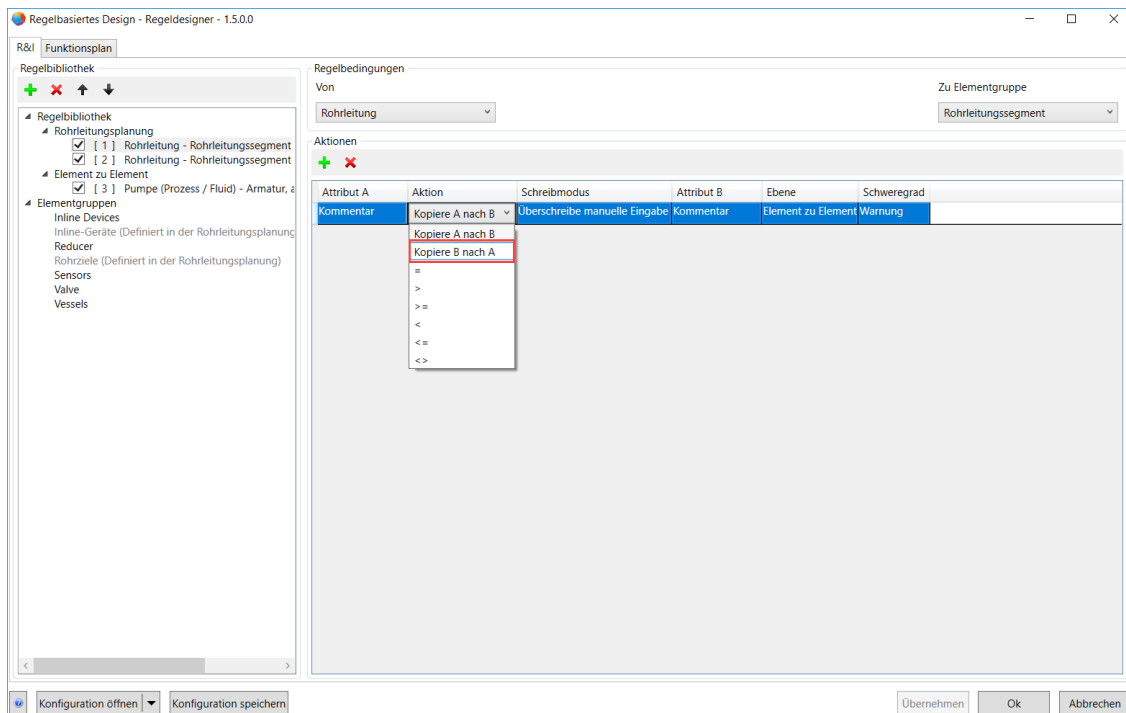 Regelbasiertes Design - Regeldesigner - 1.5.0.0
R&I Funktionsplan
Regelbibliothek
Regelbibliothek
Rohrleitungsplanung
[ 1 ] Rohrleitung - Rohrleitungssegment
[ 2 ] Rohrleitung - Rohrleitungssegment
Element zu Element
[ 3 ] Pumpe (Prozess / Fluid) - Armatur, a
Elementgruppen
Inline Devices
Inline-Geräte (Definiert in der Rohrleitungsplanung
Reducer
Rohrziele (Definiert in der Rohrleitungsplanung)
Sensors
Valve
Vessels
Regelbedingungen
Von Zu Elementgruppe
Rohrleitung Rohrleitungssegment
Aktionen
Attribut A Aktion Schreibmodus Attribut B Ebene Schweregrad
Kommentar Kopiere A nach B Überschreibe manuelle Eingabe Kommentar Element zu Element Warnung
Kopiere A nach B
Kopiere B nach A
=
>
>=
<
<=
<>
Konfiguration öffnen Konfiguration speichern Übernehmen Ok Abbrechen